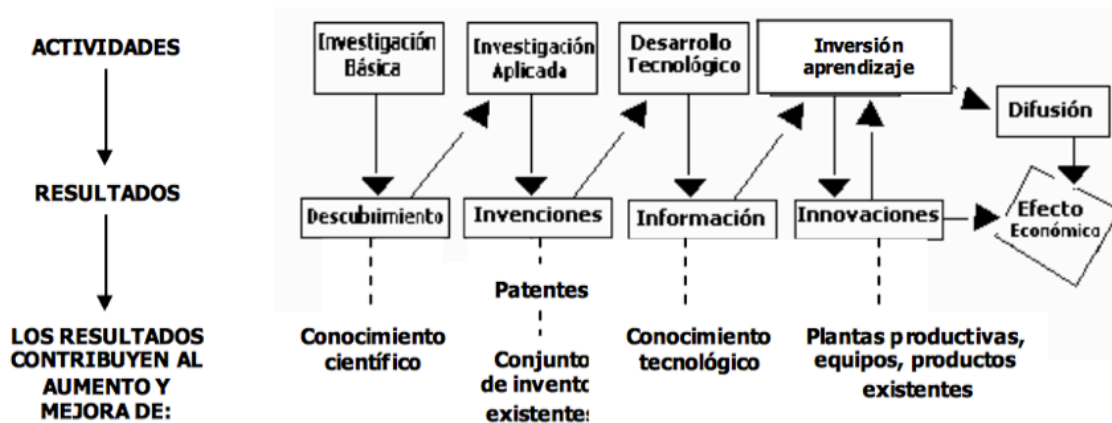 ACTIVIDADES
Investigación
Básica
Investigación
Aplicada
Desarrollo
Tecnológico
Inversión
aprendizaje
Difusión
RESULTADOS
Descubrimiento
Invenciones
Información
Innovaciones
Efecto
Económico
Patentes
LOS RESULTADOS
CONTRIBUYEN AL
AUMENTO Y
MEJORA DE:
Conocimiento
científico
Conjunto
de invento
existente
Conocimiento
tecnológico
Plantas productivas,
equipos, productos
existentes